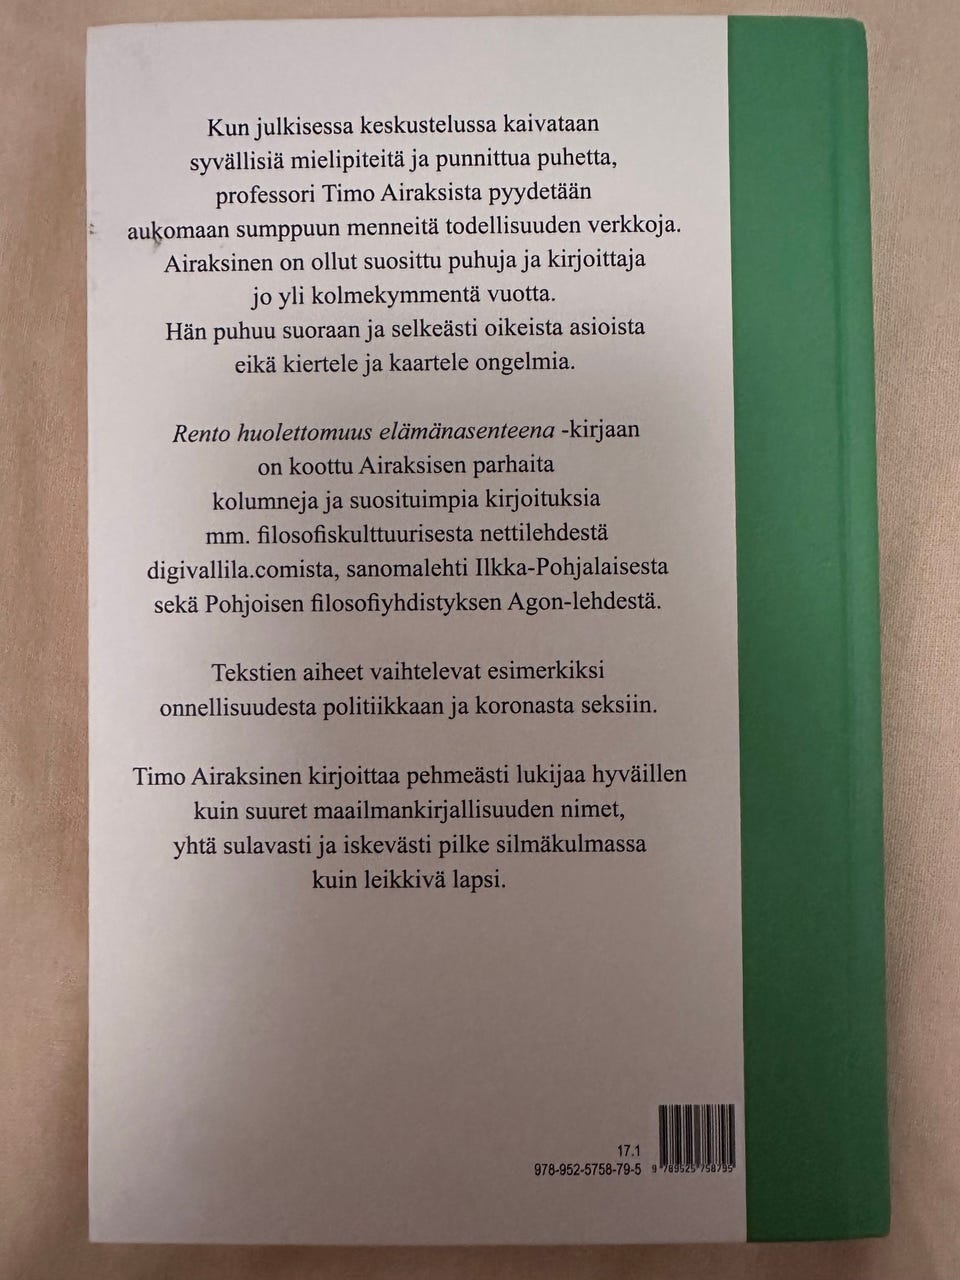 Kun julkisessa keskustelussa kaivataan
syvällisiä mielipiteitä ja punnittua puhetta,
professori Timo Airaksista pyydetään
aukomaan sumppuun menneitä todellisuuden verkkoja.
Airaksinen on ollut suosittu puhuja ja kirjoittaja
jo yli kolmekymmentä vuotta.
Hän puhuu suoraan ja selkeästi oikeista asioista
eikä kiertele ja kaartele ongelmia.
Rento huolettomuus elämänasenteena -kirjaan
on koottu Airaksisen parhaita
kolumneja ja suosituimpia kirjoituksia
mm. filosofiskulttuurisesta nettilehdestä
digivallila.comista, sanomalehti Ilkka-Pohjalaisesta
sekä Pohjoisen filosofiyhdistyksen Agon-lehdestä.
Tekstien aiheet vaihtelevat esimerkiksi
onnellisuudesta politiikkaan ja koronasta seksiin.
Timo Airaksinen kirjoittaa pehmeästi lukijaa hyväillen
kuin suuret maailmankirjallisuuden nimet,
yhtä sulavasti ja iskevästi pilke silmäkulmassa
kuin leikkivä lapsi.
17.1
978-952-5758-79-5
9 789525 758795